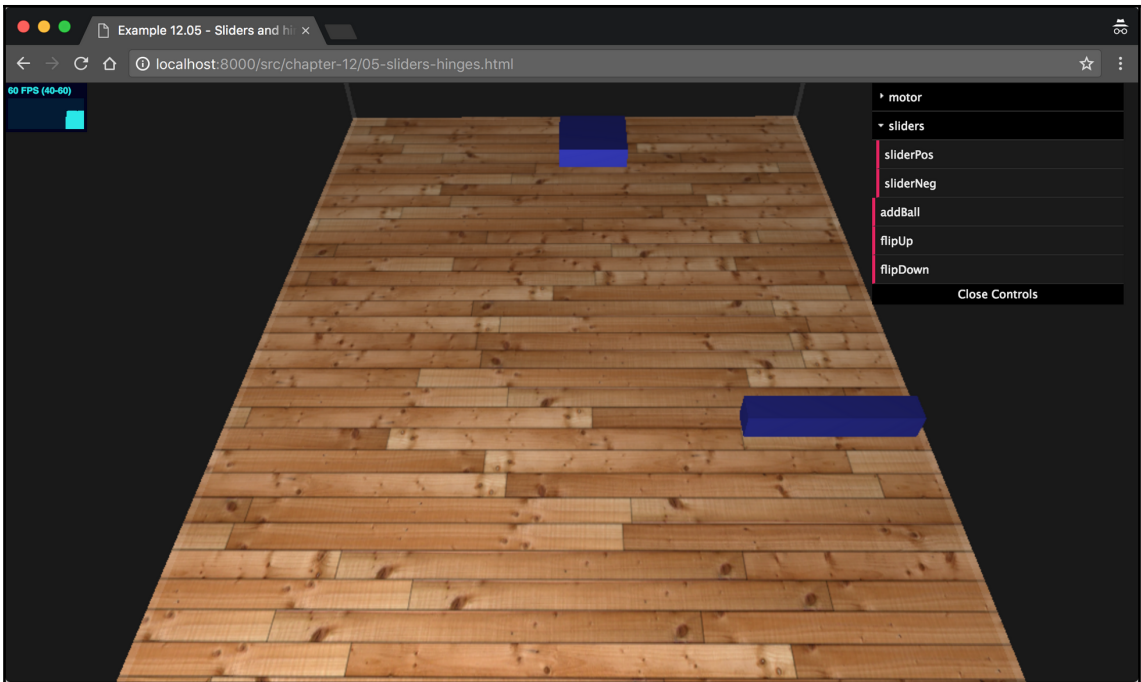 Example 12.05 - Sliders and hi
localhost:8000/src/chapter-12/05-sliders-hinges.html
60 FPS (40-60)
motor
sliders
sliderPos
sliderNeg
addBall
flipUp
flipDown
Close Controls